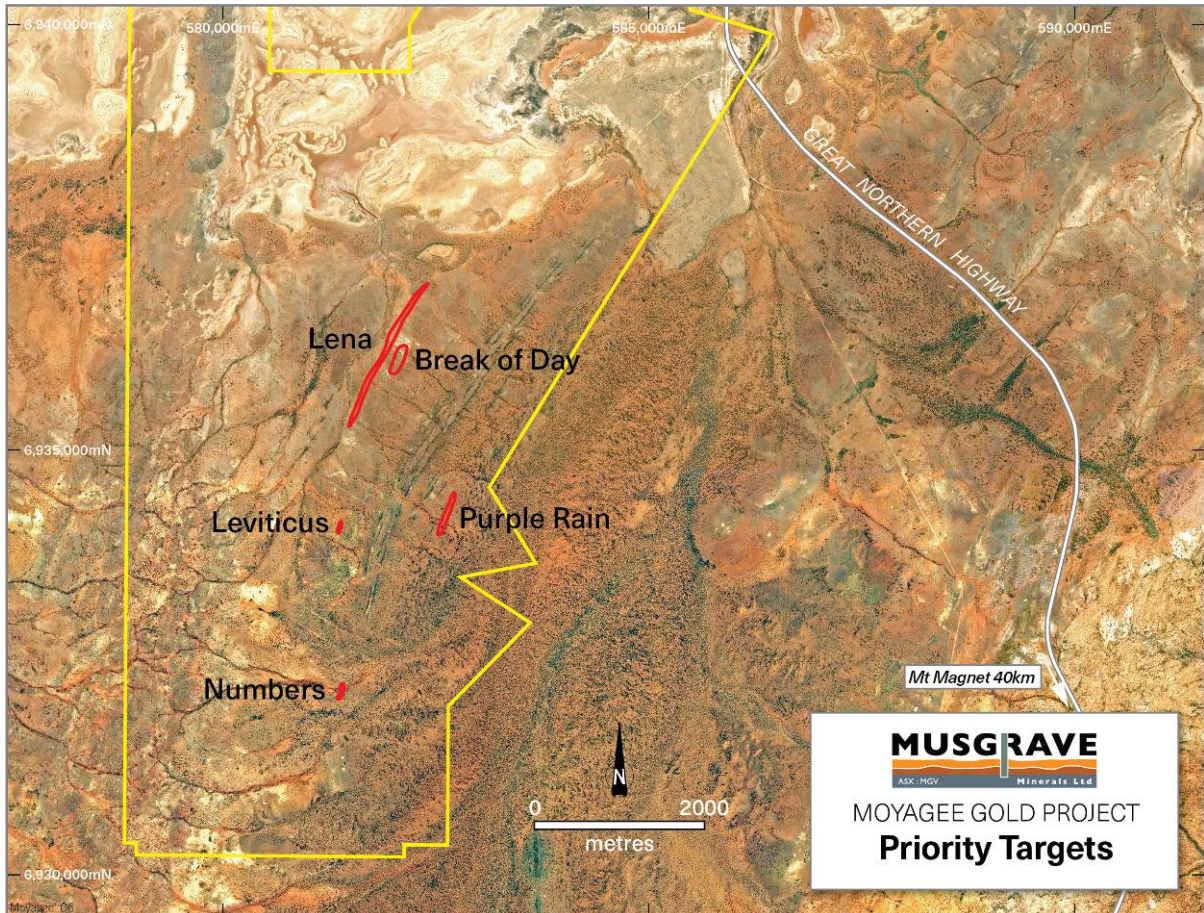 6,940,000mN
580,000mE
585,000mE
590,000mE
GREAT NORTHERN HIGHWAY
Lena
Break of Day
6,935,000mN
Leviticus
Purple Rain
Numbers
Mt Magnet 40km
N
0 2000
metres
MUSGRAVE
ASX : MGV Minerals Ltd
MOYAGEE GOLD PROJECT
Priority Targets
6,930,000mN